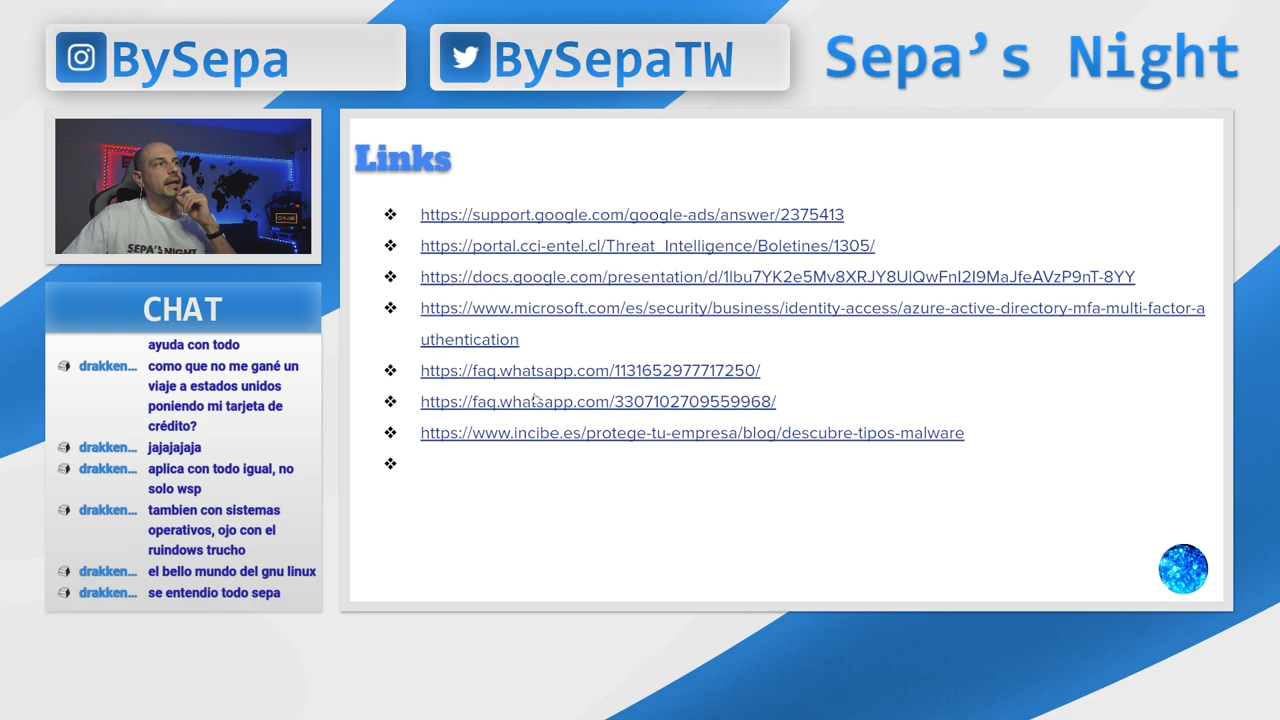 BySepa
BySepaTW
Sepa’s Night
SEPA'S NIGHT
CHAT
ayuda con todo
drakken... como que no me gané un
viaje a estados unidos
poniendo mi tarjeta de
crédito?
drakken... jajajajaja
drakken... aplica con todo igual, no
solo wsp
drakken... tambien con sistemas
operativos, ojo con el
ruindows trucho
drakken... el bello mundo del gnu linux
drakken... se entendio todo sepa
Links
https://support.google.com/google-ads/answer/2375413
https://portal.cci-entel.cl/Threat_Intelligence/Boletines/1305/
https://docs.google.com/presentation/d/1lbu7YK2e5Mv8XRJY8UlQwFnI2I9MaJfeAVzP9nT-8YY
https://www.microsoft.com/es/security/business/identity-access/azure-active-directory-mfa-multi-factor-a
uthentication
https://faq.whatsapp.com/1131652977717250/
https://faq.whatsapp.com/3307102709559968/
https://www.incibe.es/protege-tu-empresa/blog/descubre-tipos-malware